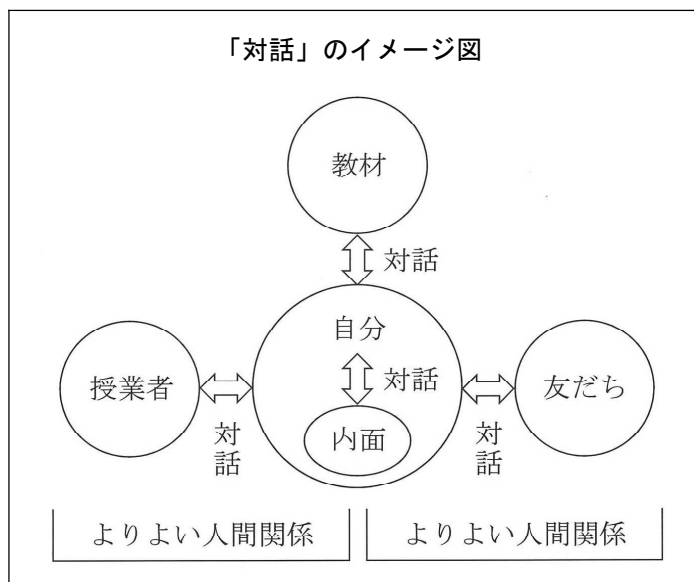 「対話」のイメージ図
教材
対話
自分
授業者
対話
友だち
内面
対話
対話
よりよい人間関係
よりよい人間関係